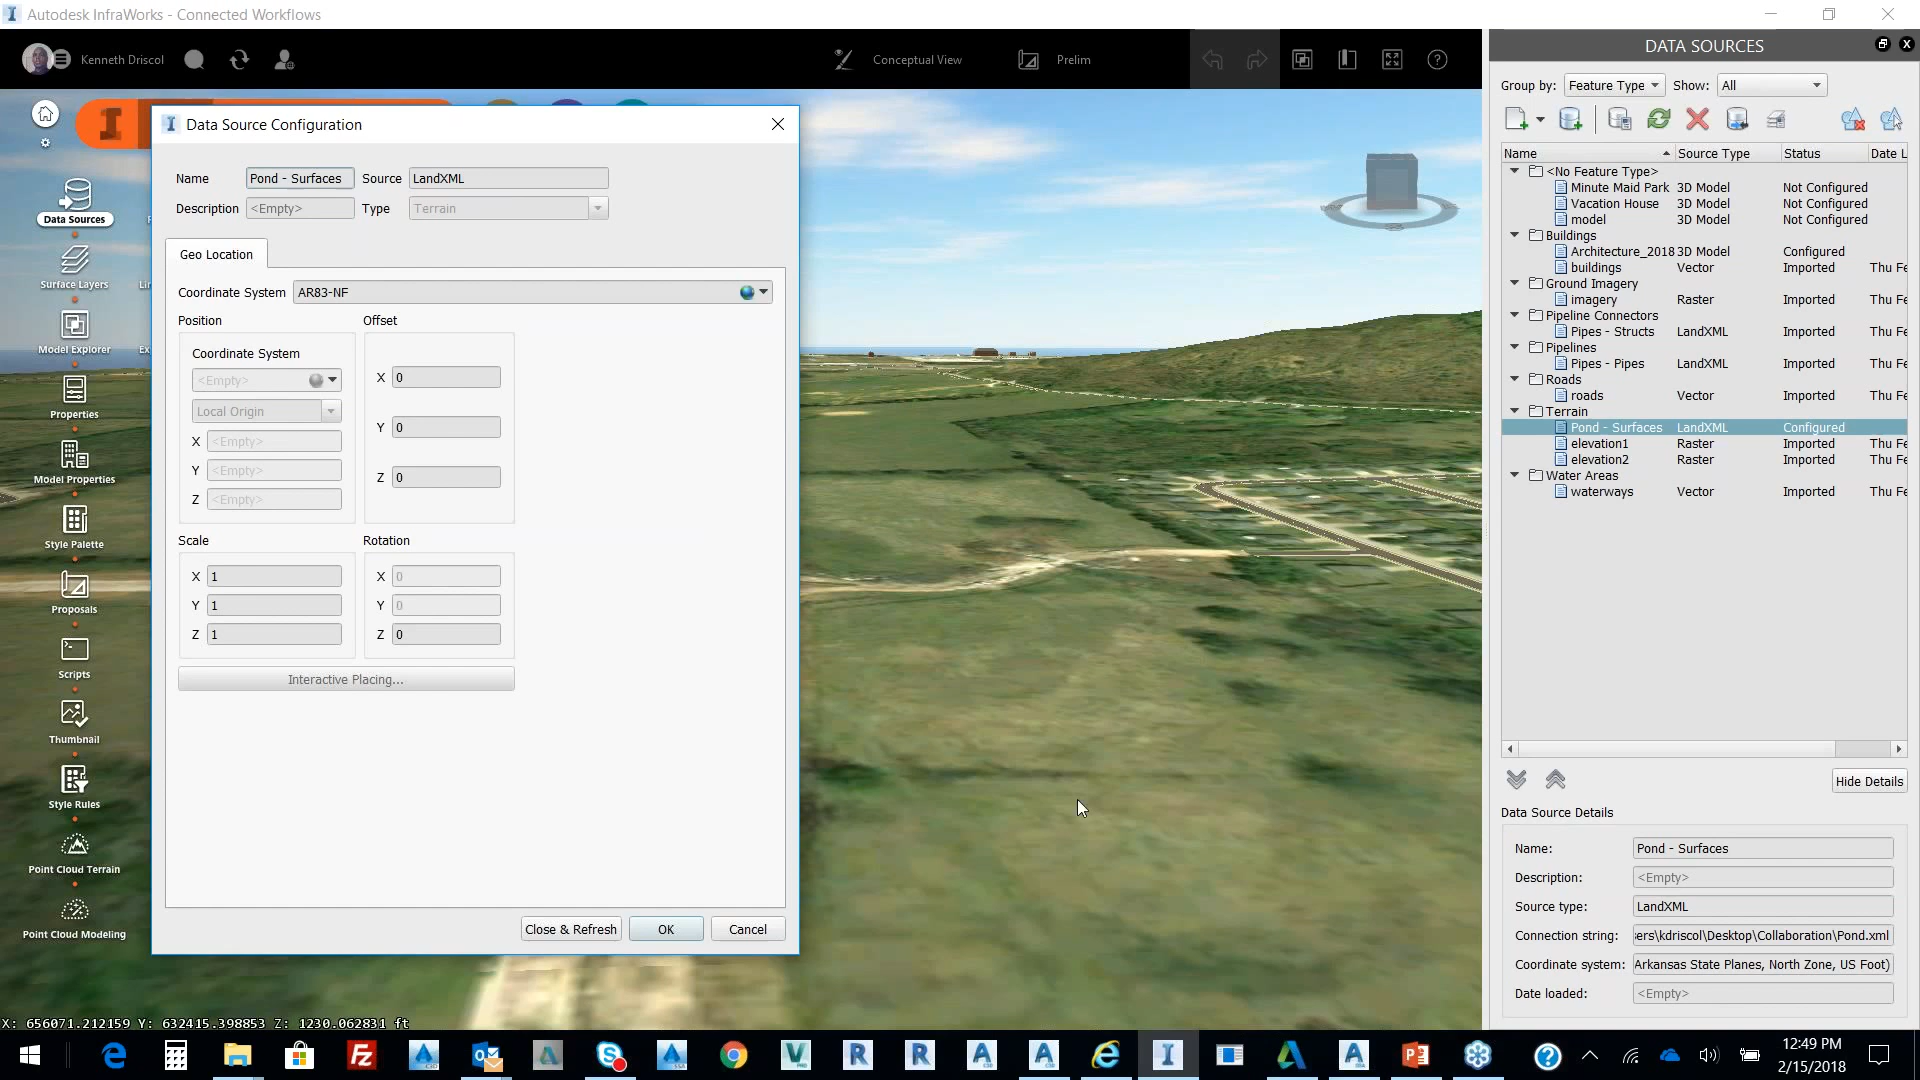 Autodesk InfraWorks - Connected Workflows
Kenneth Driscol
Conceptual View
Prelim
Data Sources
Surface Layers
Model Explorer
Properties
Model Properties
Style Palette
Proposals
Scripts
Thumbnail
Style Rules
Point Cloud Terrain
Point Cloud Modeling
Data Source Configuration
Name Pond - Surfaces Source LandXML
Description <Empty> Type Terrain
Geo Location
Coordinate System AR83-NF
Position Offset
Coordinate System
<Empty>
Local Origin
X <Empty>
Y <Empty>
Z <Empty>
X 0
Y 0
Z 0
Scale Rotation
X 1 X 0
Y 1 Y 0
Z 1 Z 0
Interactive Placing...
Close & Refresh OK Cancel
X: 656071.212159 Y: 632415.398853 Z: 1230.062831 ft
DATA SOURCES
Group by: Feature Type Show: All
Name Source Type Status Date L
<No Feature Type>
Minute Maid Park 3D Model Not Configured
Vacation House 3D Model Not Configured
model 3D Model Not Configured
Buildings
Architecture_2018 3D Model Configured
buildings Vector Imported Thu Fe
Ground Imagery
imagery Raster Imported Thu Fe
Pipeline Connectors
Pipes - Structs LandXML Imported Thu Fe
Pipelines
Pipes - Pipes LandXML Imported Thu Fe
Roads
roads Vector Imported Thu Fe
Terrain
Pond - Surfaces LandXML Configured
elevation1 Raster Imported Thu Fe
elevation2 Raster Imported Thu Fe
Water Areas
waterways Vector Imported Thu Fe
Hide Details
Data Source Details
Name: Pond - Surfaces
Description: <Empty>
Source type: LandXML
Connection string: ers\kdriscol\Desktop\Collaboration\Pond.xml
Coordinate system: Arkansas State Planes, North Zone, US Foot)
Date loaded: <Empty>
12:49 PM
2/15/2018